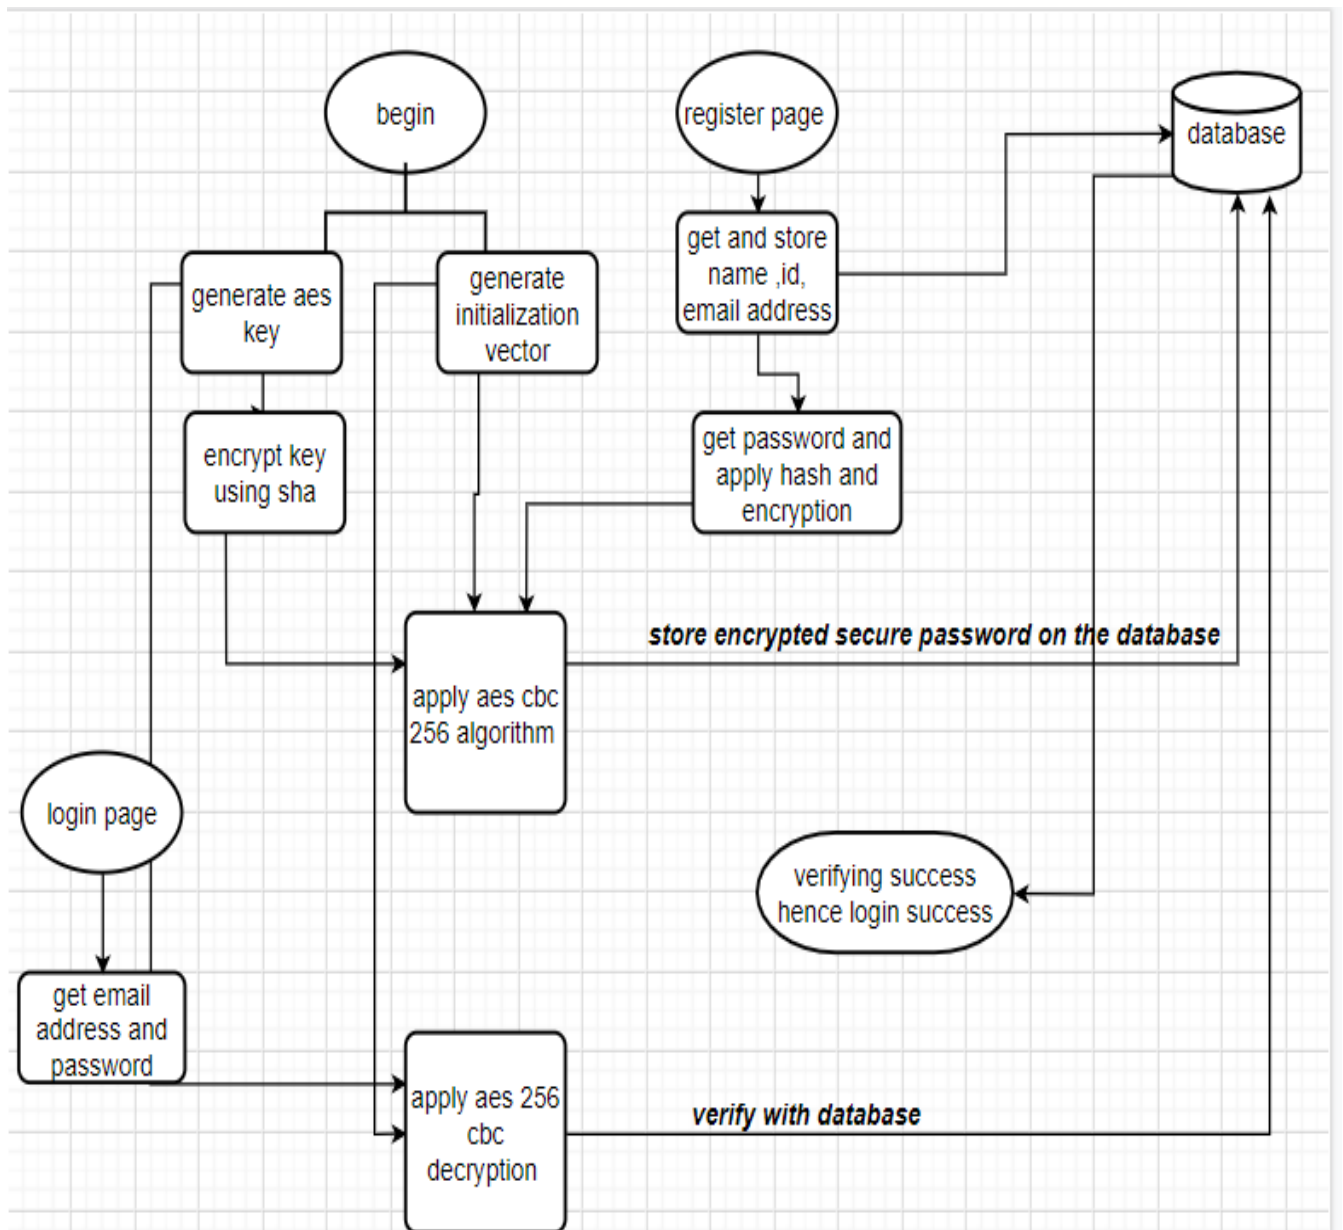 begin
register page
database
generate aes
key
generate
initialization
vector
get and store
name ,id,
email address
encrypt key
using sha
get password and
apply hash and
encryption
store encrypted secure password on the database
apply aes cbc
256 algorithm
login page
verifying success
hence login success
get email
address and
password
apply aes 256
cbc
decryption
verify with database